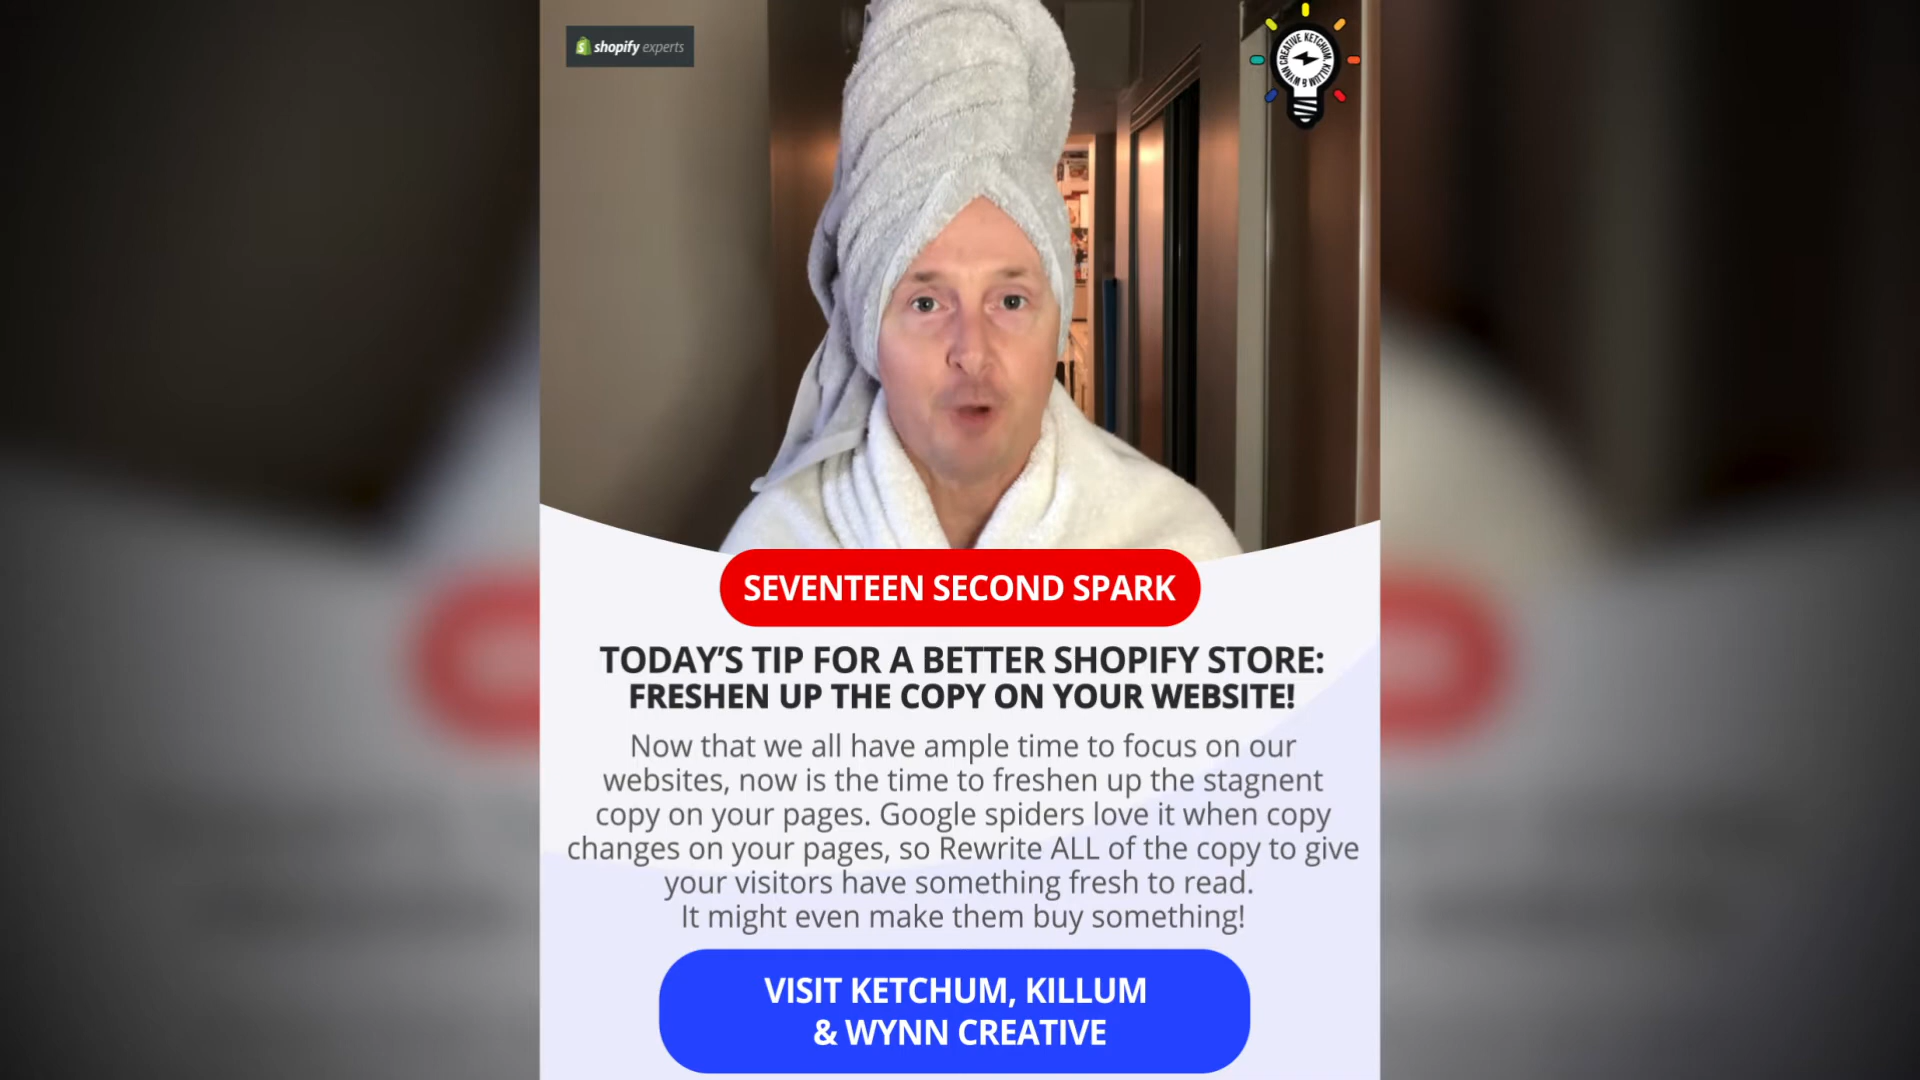 shopify experts
CREATIVE KETCHUM, KILLUM & WYNN
SEVENTEEN SECOND SPARK
TODAY'S TIP FOR A BETTER SHOPIFY STORE:
FRESHEN UP THE COPY ON YOUR WEBSITE!
Now that we all have ample time to focus on our
websites, now is the time to freshen up the stagnent
copy on your pages. Google spiders love it when copy
changes on your pages, so Rewrite ALL of the copy to give
your visitors have something fresh to read.
It might even make them buy something!
VISIT KETCHUM, KILLUM
& WYNN CREATIVE